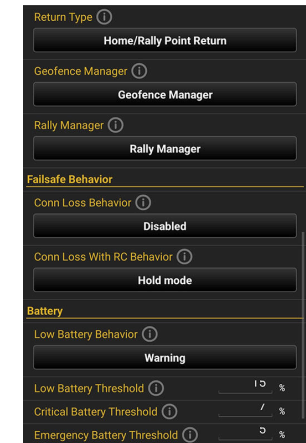 Return Type
Home/Rally Point Return
Geofence Manager
Geofence Manager
Rally Manager
Rally Manager
Failsafe Behavior
Conn Loss Behavior
Disabled
Conn Loss With RC Behavior
Hold mode
Battery
Low Battery Behavior
Warning
Low Battery Threshold 15 %
Critical Battery Threshold 7 %
Emergency Battery Threshold 5 %